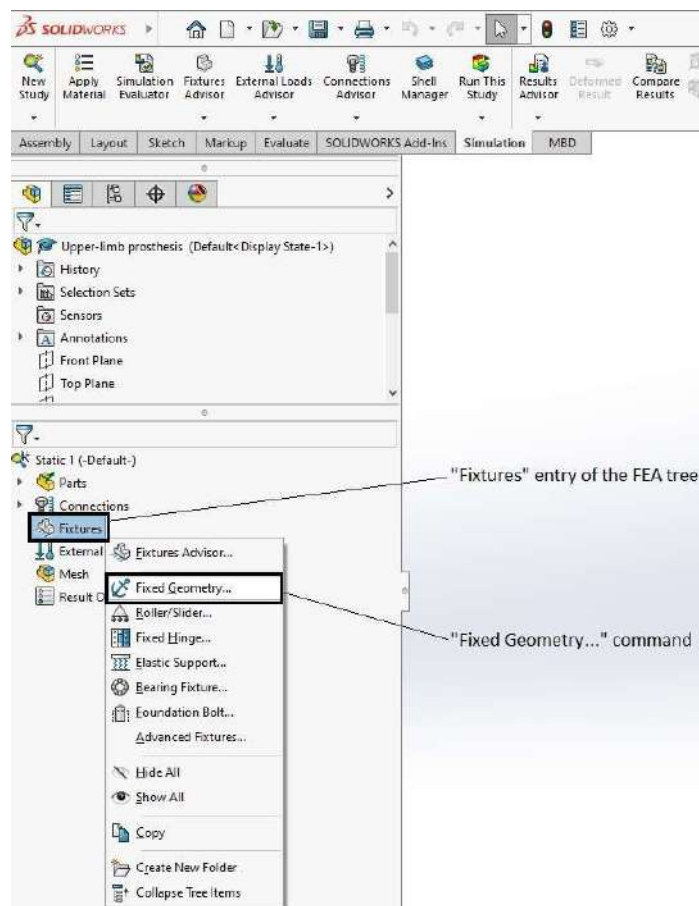 SOLIDWORKS
New Study
Apply Material
Simulation Evaluator
Fixtures Advisor
External Loads Advisor
Connections Advisor
Shell Manager
Run This Study
Results Advisor
Deformed Result
Compare Results
Assembly Layout Sketch Markup Evaluate SOLIDWORKS Add-Ins Simulation MBD
Upper-limb prosthesis (Default<Display State-1>)
History
Selection Sets
Sensors
Annotations
Front Plane
Top Plane
Static 1 (-Default-)
"Fixtures" entry of the FEA tree
Parts
Connections
Fixtures
External
Fixtures Advisor...
Mesh
Fixed Geometry...
Result
Roller/Slider...
Fixed Hinge...
"Fixed Geometry..." command
Elastic Support...
Bearing Fixture...
Foundation Bolt...
Advanced Fixtures...
Hide All
Show All
Copy
Create New Folder
Collapse Tree Items